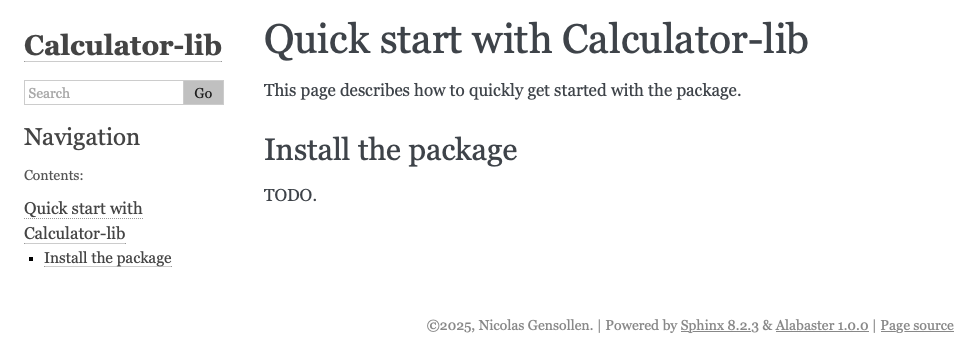 Calculator-lib
Search
Go
Navigation
Contents:
Quick start with
Calculator-lib
Install the package
Quick start with Calculator-lib
This page describes how to quickly get started with the package.
Install the package
TODO.
©2025, Nicolas Gensollen. | Powered by Sphinx 8.2.3 & Alabaster 1.0.0 | Page source